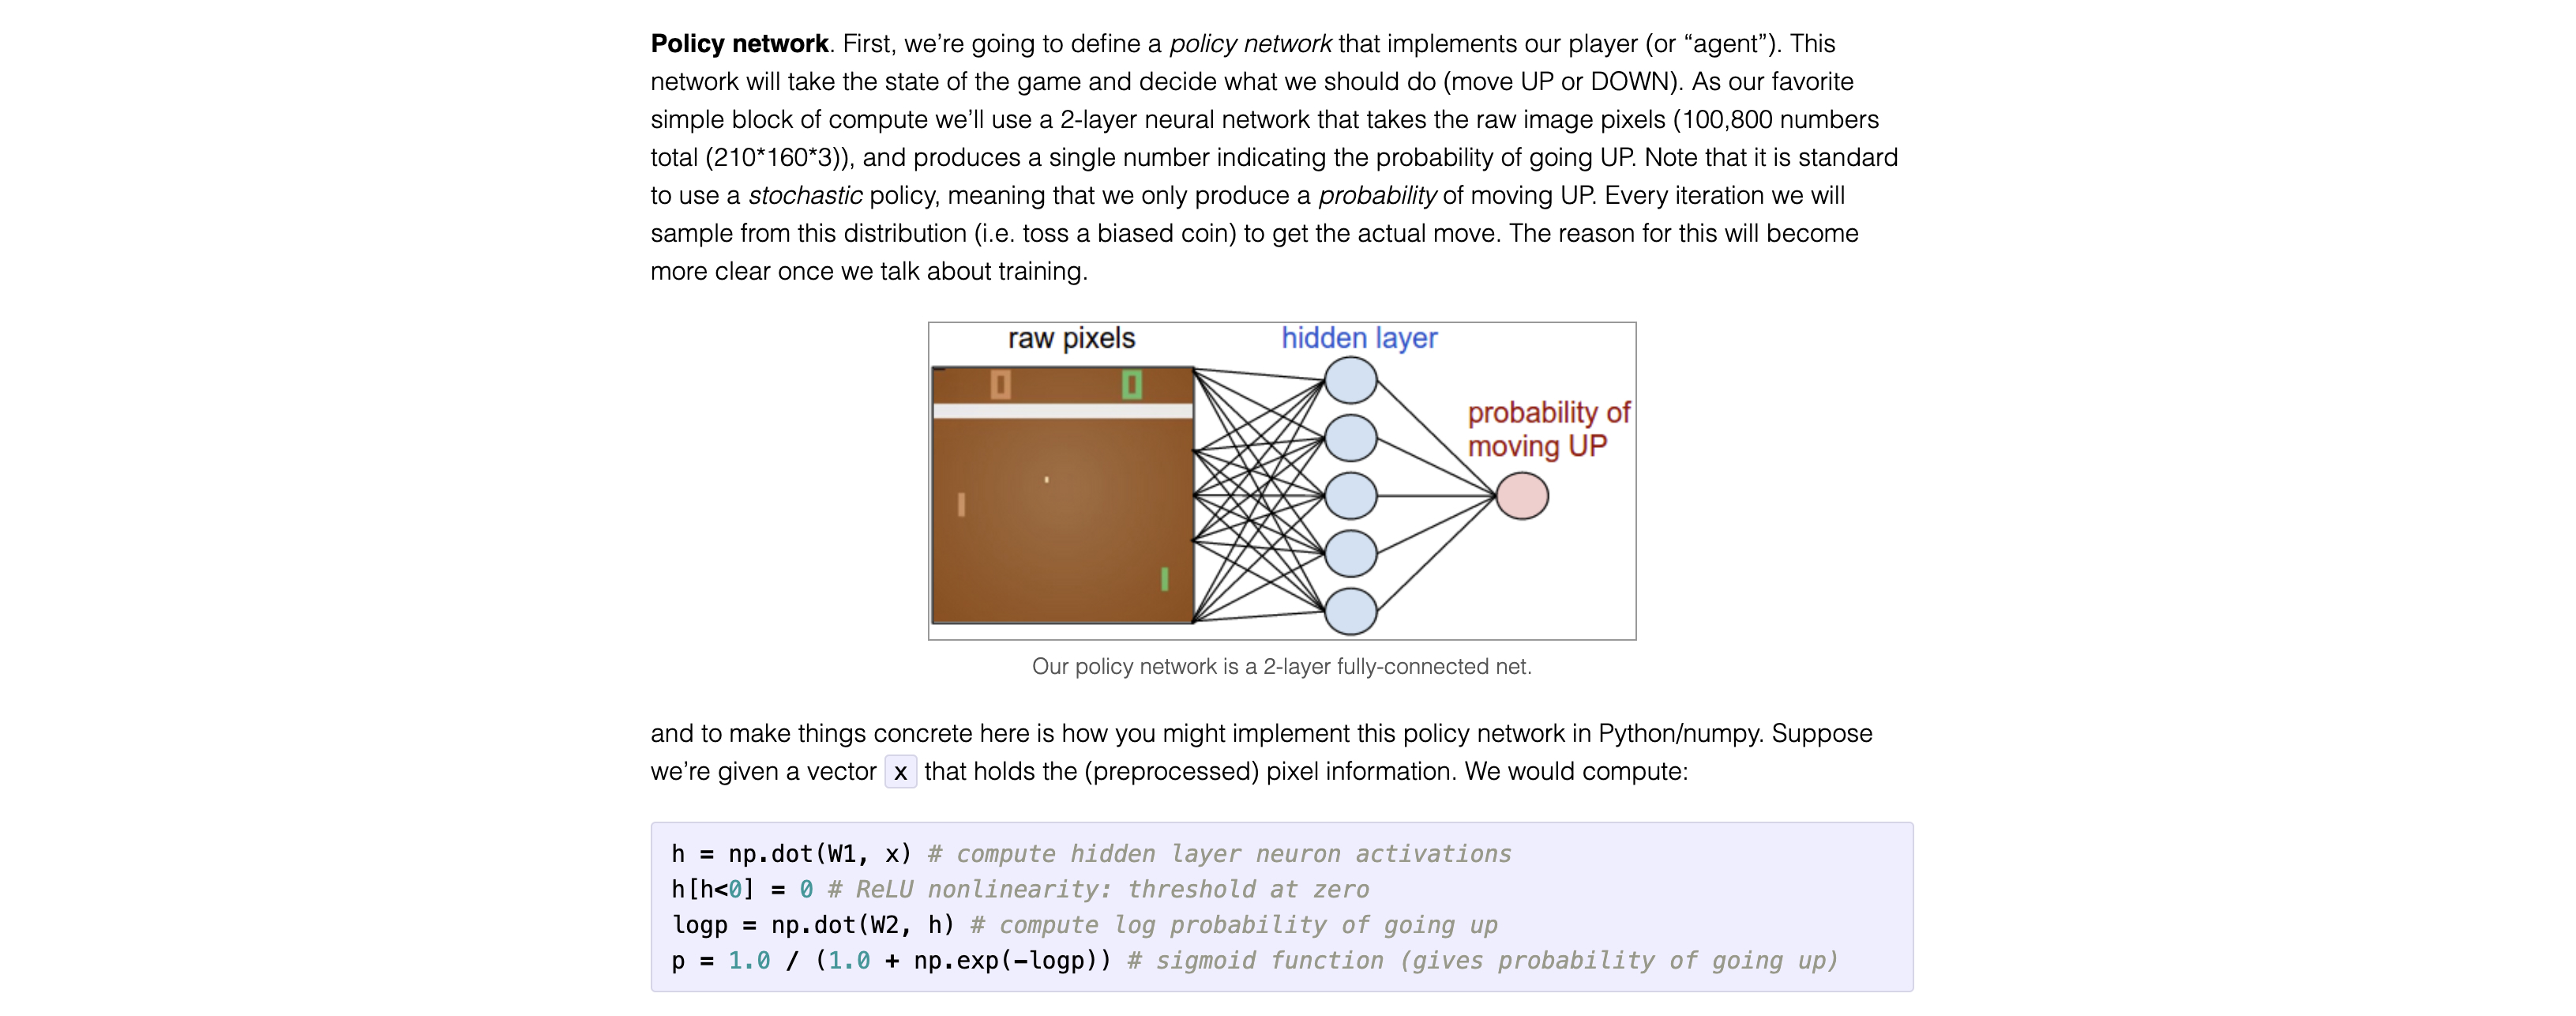 Policy network. First, we’re going to define a policy network that implements our player (or “agent”). This
network will take the state of the game and decide what we should do (move UP or DOWN). As our favorite
simple block of compute we’ll use a 2-layer neural network that takes the raw image pixels (100,800 numbers
total (210*160*3)), and produces a single number indicating the probability of going UP. Note that it is standard
to use a stochastic policy, meaning that we only produce a probability of moving UP. Every iteration we will
sample from this distribution (i.e. toss a biased coin) to get the actual move. The reason for this will become
more clear once we talk about training.
raw pixels
hidden layer
0 0
probability of
moving UP
Our policy network is a 2-layer fully-connected net.
and to make things concrete here is how you might implement this policy network in Python/numpy. Suppose
we’re given a vector x that holds the (preprocessed) pixel information. We would compute:
h = np.dot(W1, x) # compute hidden layer neuron activations
h[h<0] = 0 # ReLU nonlinearity: threshold at zero
logp = np.dot(W2, h) # compute log probability of going up
p = 1.0 / (1.0 + np.exp(-logp)) # sigmoid function (gives probability of going up)